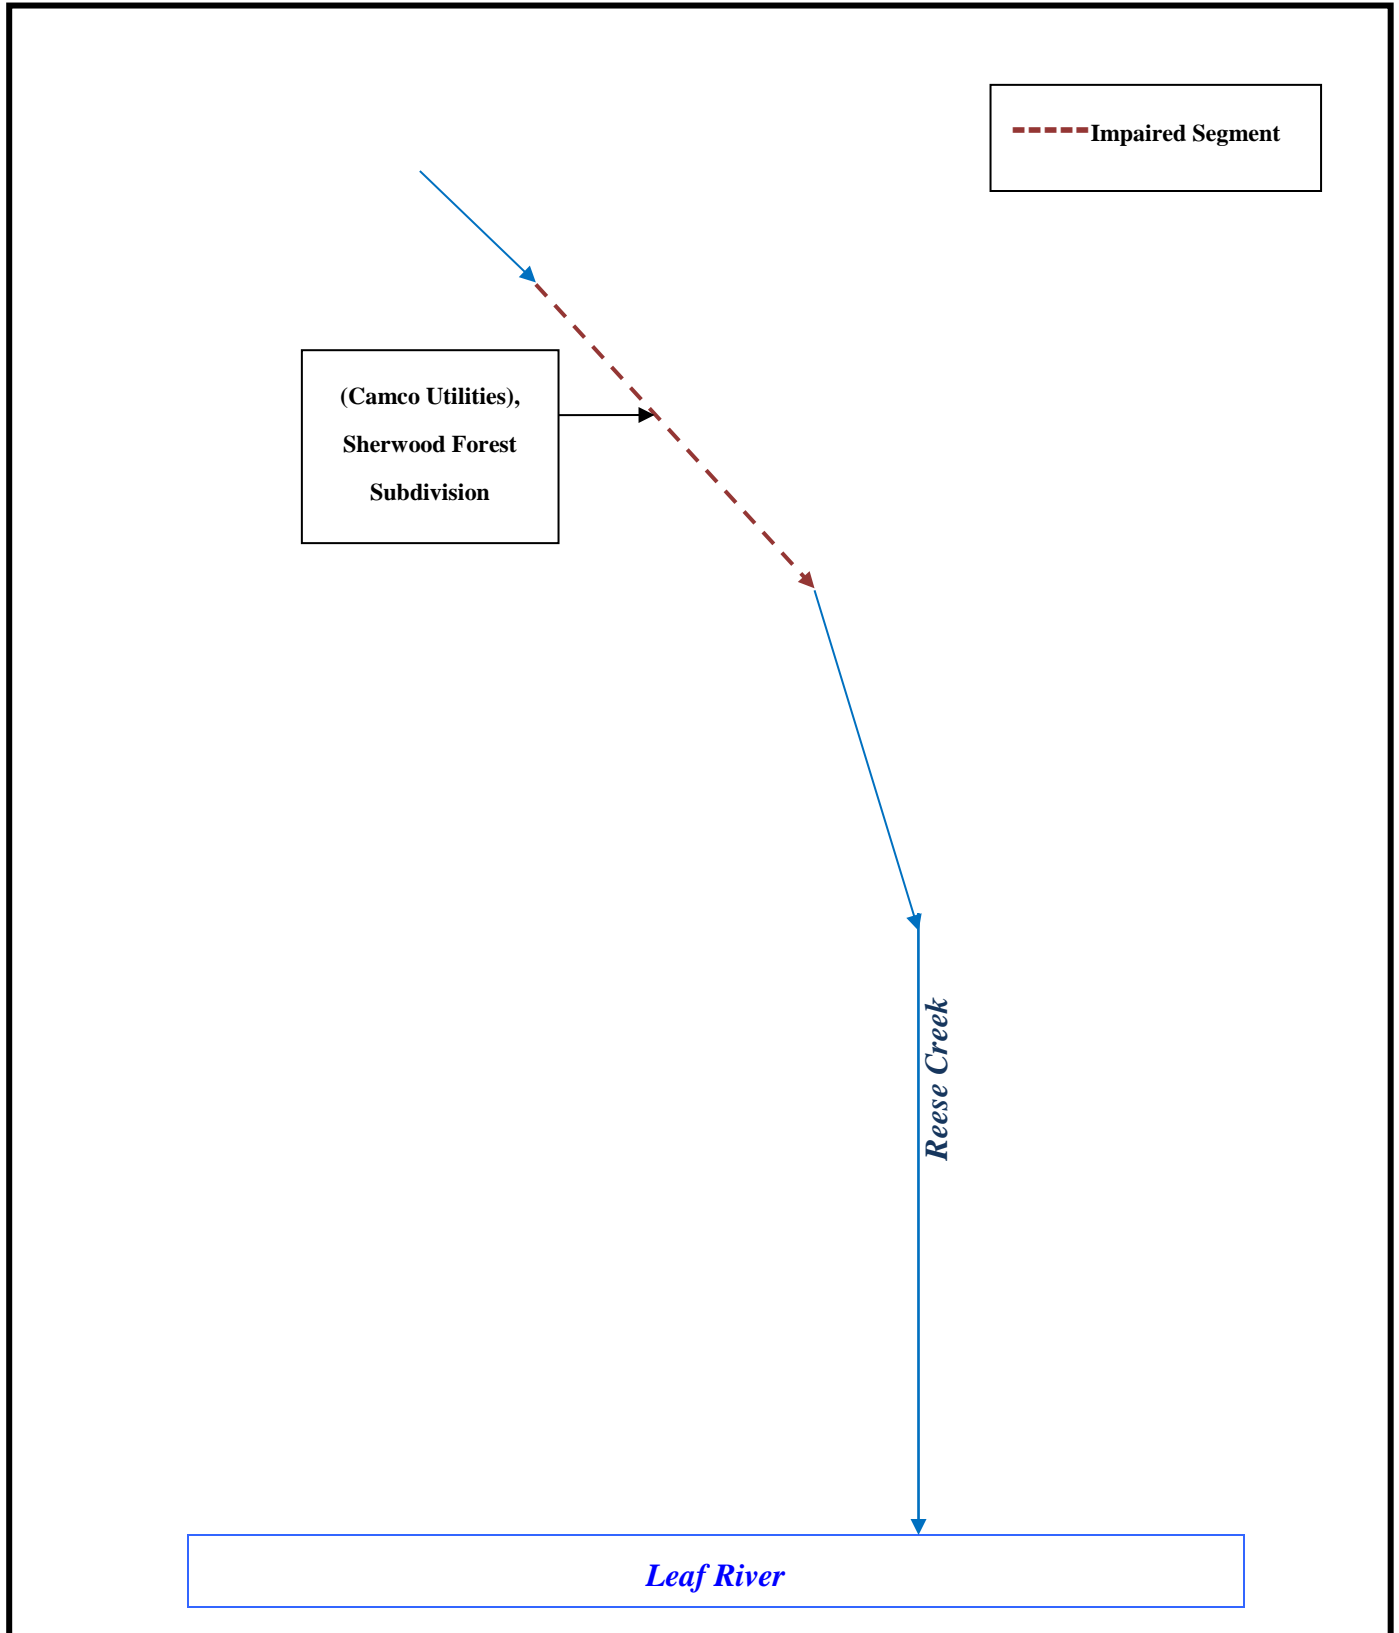 Impaired Segment
(Camco Utilities),
Sherwood Forest
Subdivision
Reese Creek
Leaf River